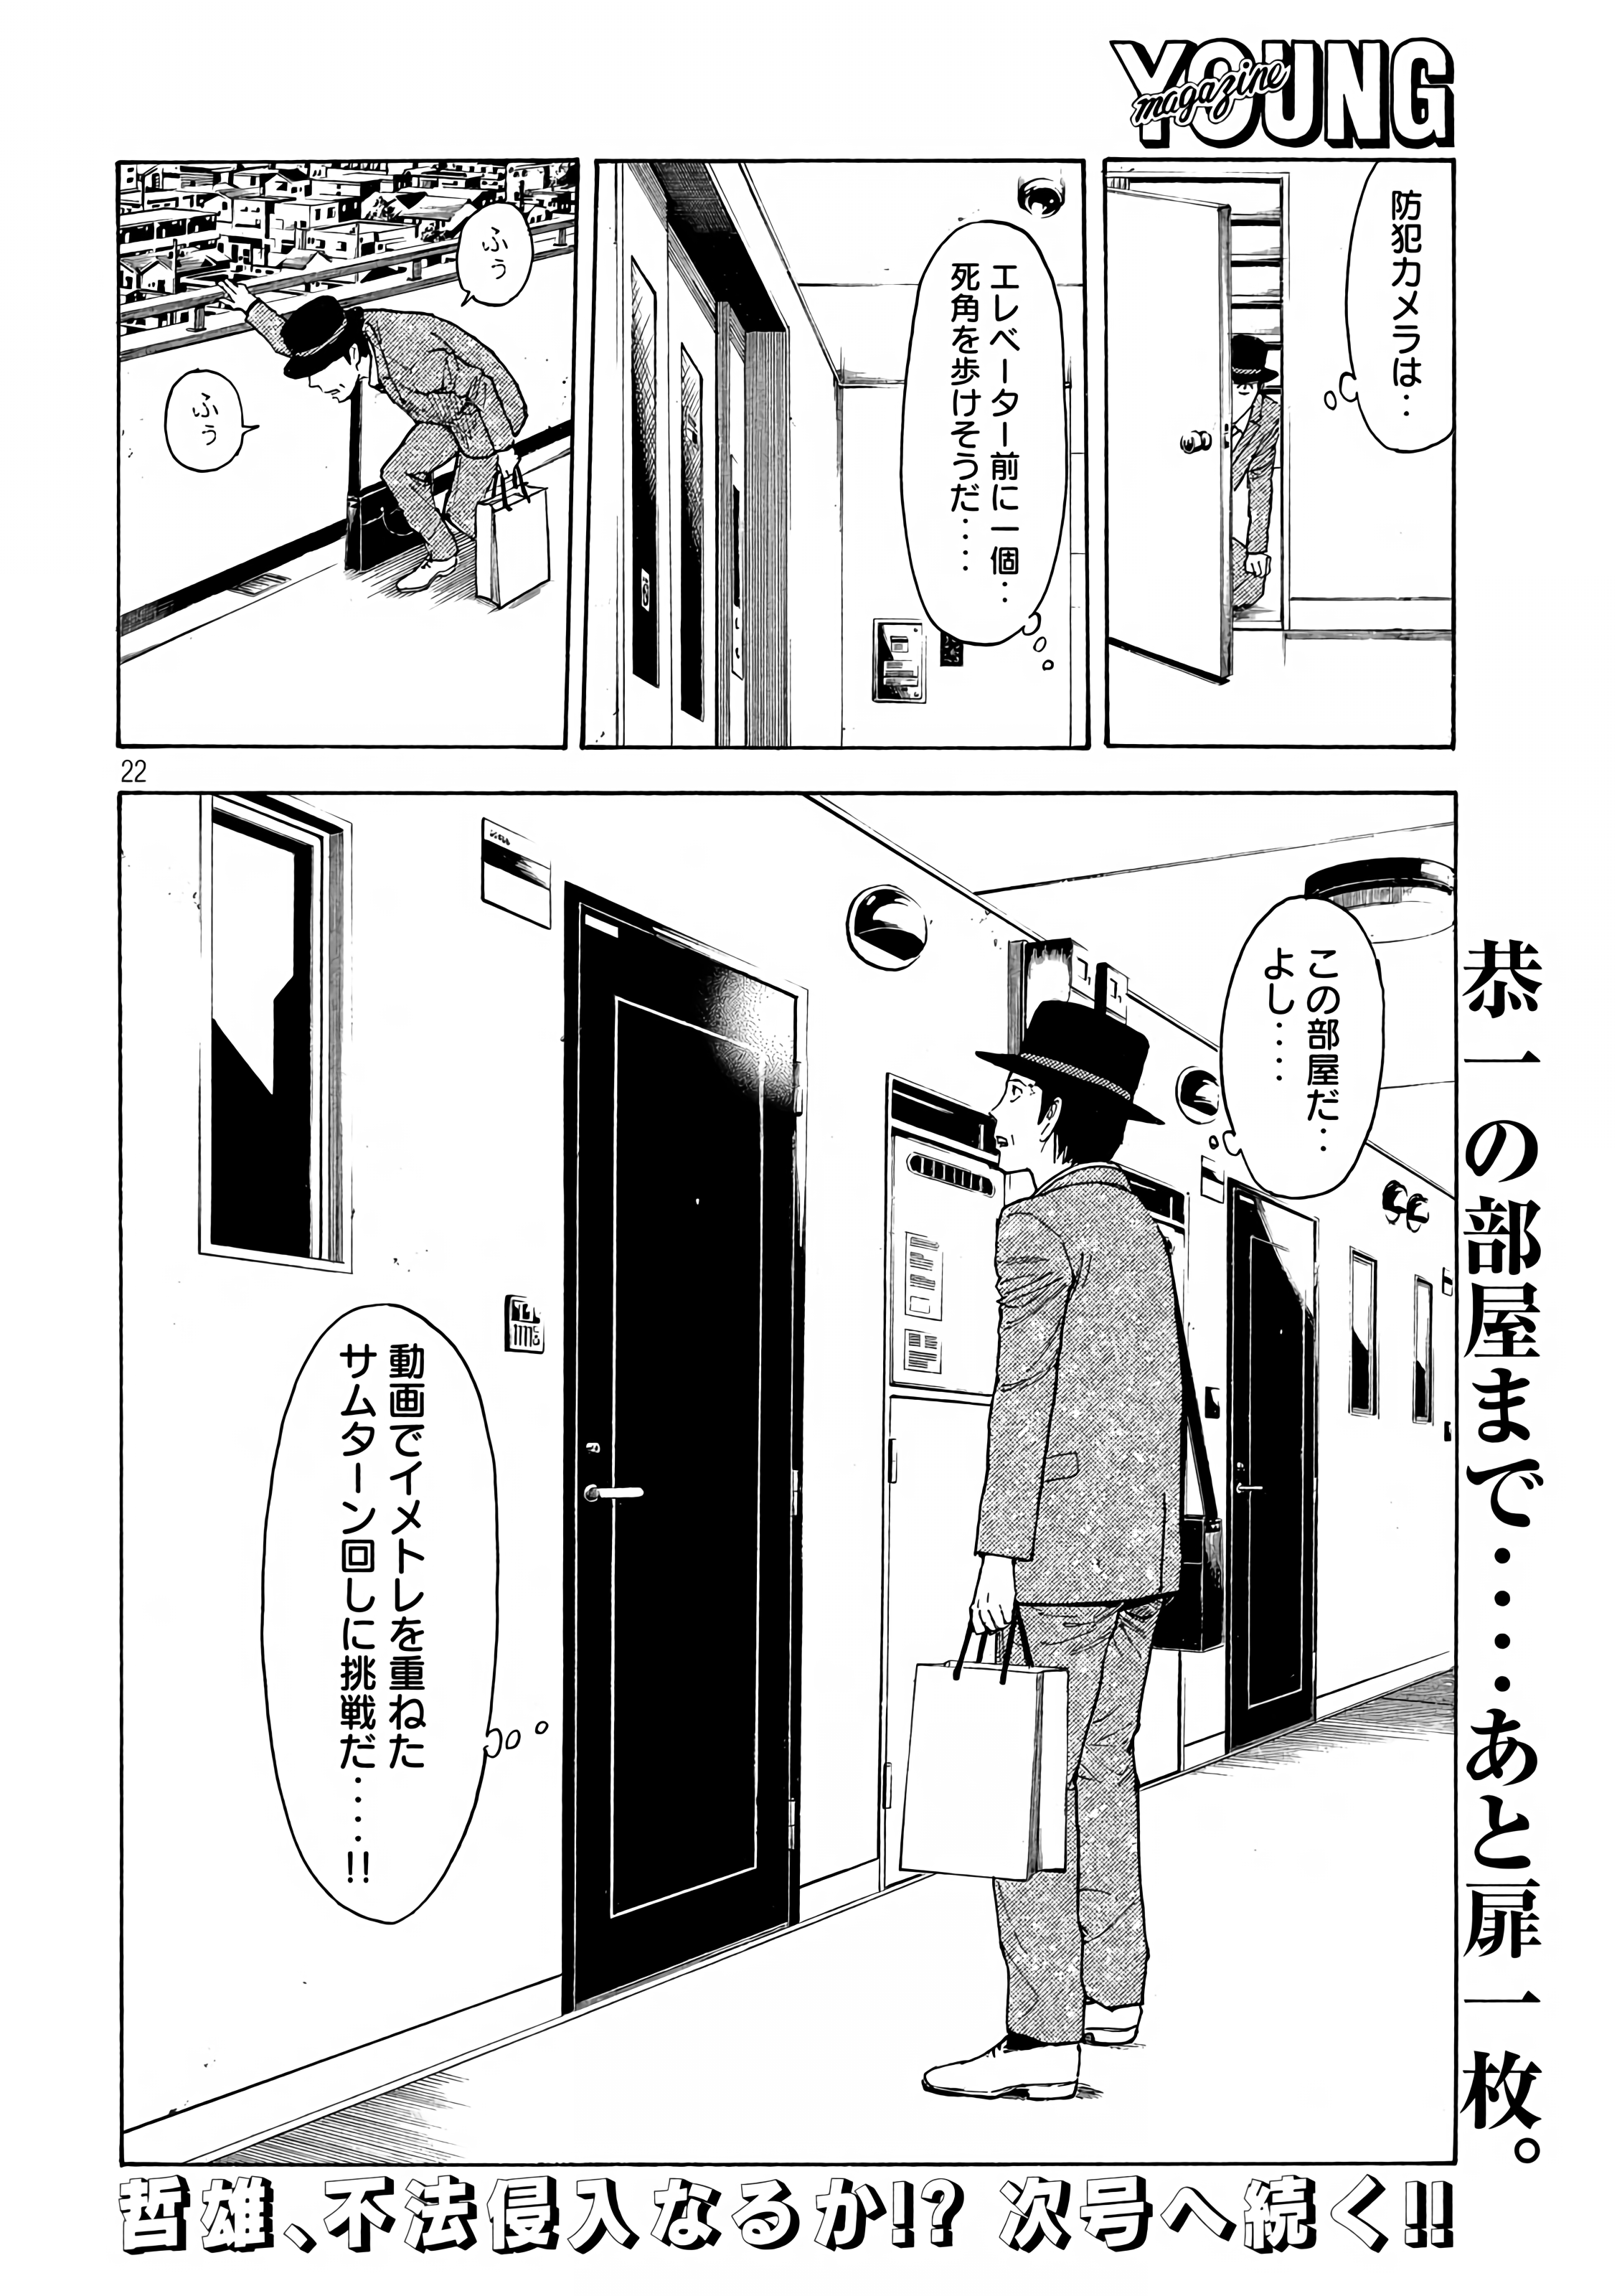 YOUNG
magazine
防犯カメラは‥
エレベーター前に一個‥
死角を歩けそうだ‥‥
ふぅ
ふぅ
22
この部屋だ‥
よし‥‥
動画でイメトレを重ねた
サムターン回しに挑戦だ‥‥!!
恭一の部屋まで‥‥‥あと扉一枚。
哲雄、不法侵入なるか!? 次号へ続く!!